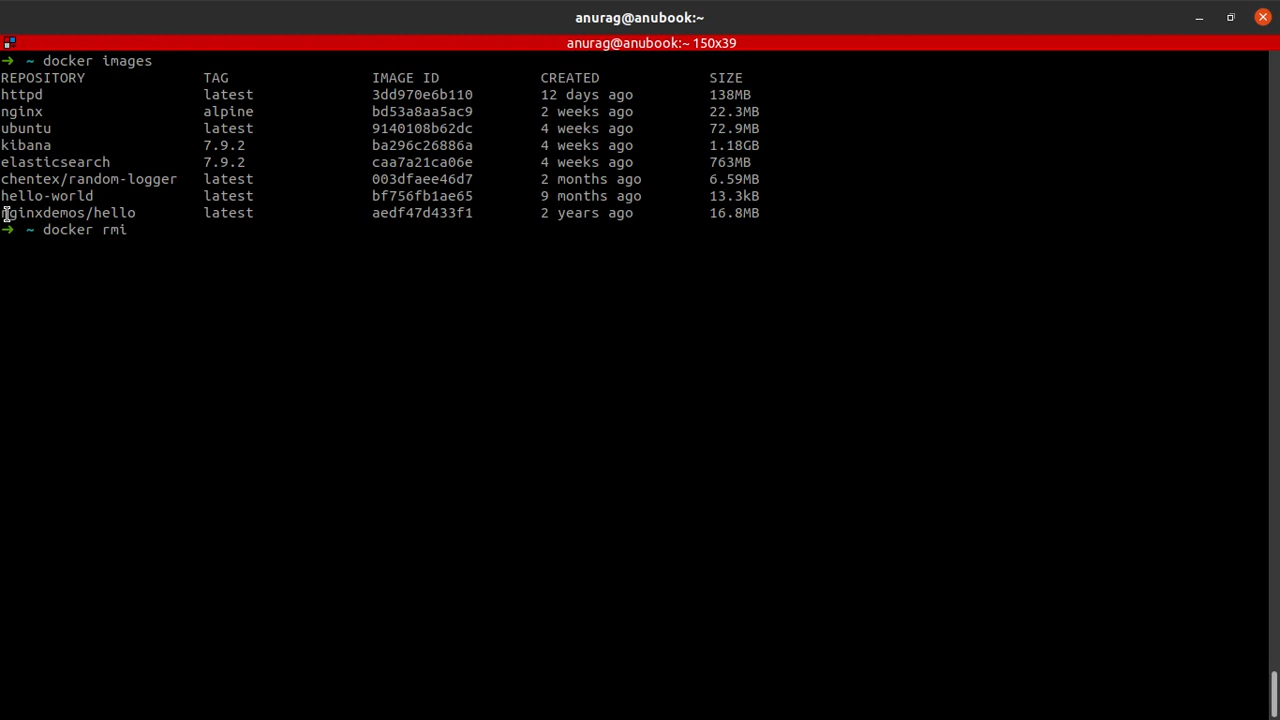 anurag@anubook:~
anurag@anubook:~ 150x39
➜ ~ docker images
REPOSITORY TAG IMAGE ID CREATED SIZE
httpd latest 3dd970e6b110 12 days ago 138MB
nginx alpine bd53a8aa5ac9 2 weeks ago 22.3MB
ubuntu latest 9140108b62dc 4 weeks ago 72.9MB
kibana 7.9.2 ba296c26886a 4 weeks ago 1.18GB
elasticsearch 7.9.2 caa7a21ca06e 4 weeks ago 763MB
chentex/random-logger latest 003dfaee46d7 2 months ago 6.59MB
hello-world latest bf756fb1ae65 9 months ago 13.3kB
nginxdemos/hello latest aedf47d433f1 2 years ago 16.8MB
➜ ~ docker rmi